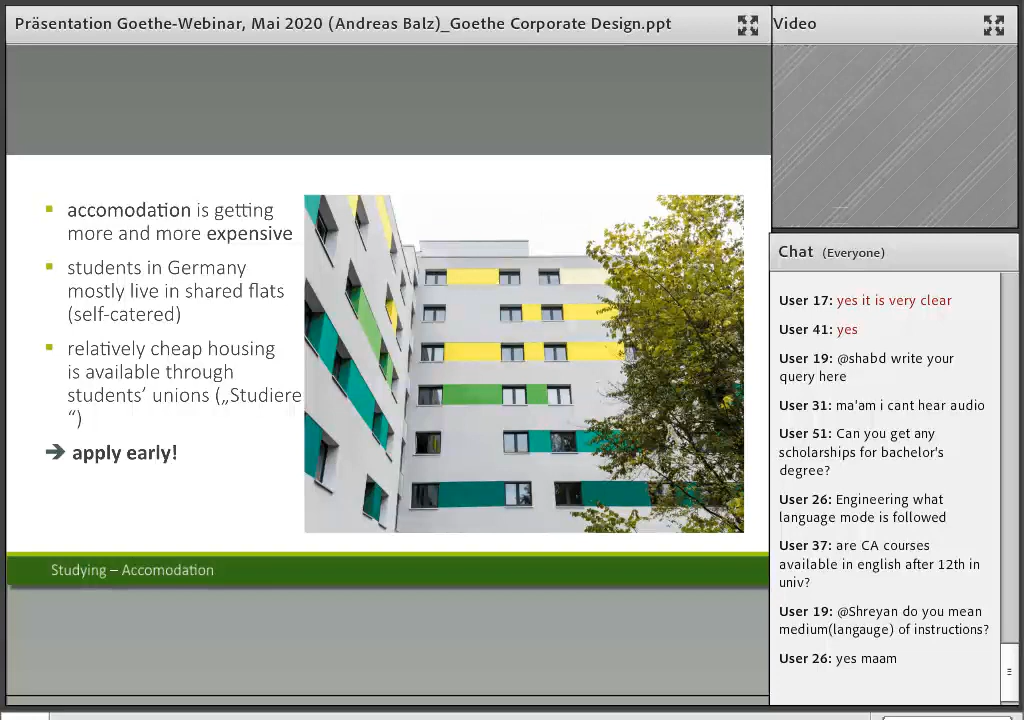 Präsentation Goethe-Webinar, Mai 2020 (Andreas Balz)_Goethe Corporate Design.ppt
Video
accomodation is getting
more and more expensive
students in Germany
mostly live in shared flats
(self-catered)
relatively cheap housing
is available through
students’ unions („Studiere
“)
➔ apply early!
Studying – Accomodation
Chat (Everyone)
User 17: yes it is very clear
User 41: yes
User 19: @shabd write your
query here
User 31: ma'am i cant hear audio
User 51: Can you get any
scholarships for bachelor's
degree?
User 26: Engineering what
language mode is followed
User 37: are CA courses
available in english after 12th in
univ?
User 19: @Shreyan do you mean
medium(langauge) of instructions?
User 26: yes maam